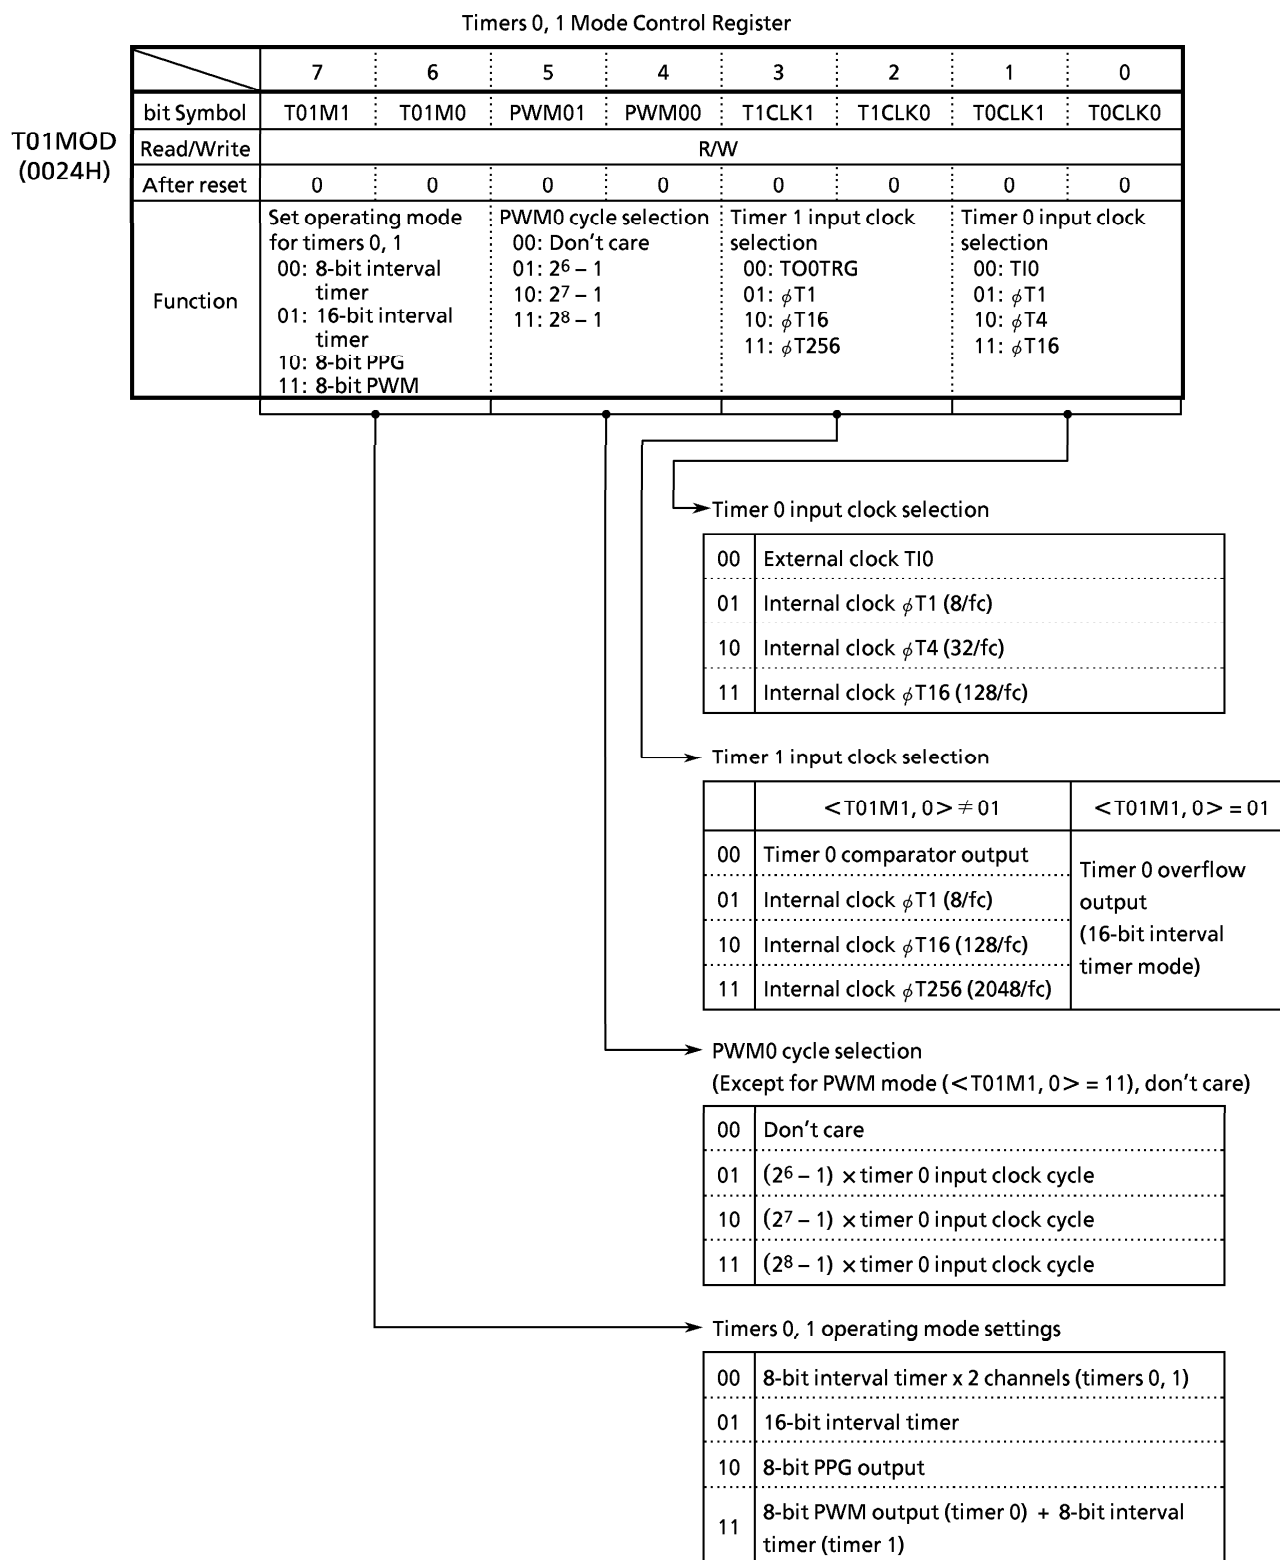 Timers 0, 1 Mode Control Register
7 6 5 4 3 2 1 0
bit Symbol T01M1 T01M0 PWM01 PWM00 T1CLK1 T1CLK0 T0CLK1 T0CLK0
T01MOD
(0024H)
Read/Write R/W
After reset 0 0 0 0 0 0 0 0
Function
Set operating mode
for timers 0, 1
00: 8-bit interval
timer
01: 16-bit interval
timer
10: 8-bit PPG
11: 8-bit PWM
PWM0 cycle selection
00: Don't care
01: 2⁶ – 1
10: 2⁷ – 1
11: 2⁸ – 1
Timer 1 input clock
selection
00: TO0TRG
01: φT1
10: φT16
11: φT256
Timer 0 input clock
selection
00: TI0
01: φT1
10: φT4
11: φT16
Timer 0 input clock selection
00 External clock TI0
01 Internal clock φT1 (8/fc)
10 Internal clock φT4 (32/fc)
11 Internal clock φT16 (128/fc)
Timer 1 input clock selection
<T01M1, 0> ≠ 01 <T01M1, 0> = 01
00 Timer 0 comparator output
01 Internal clock φT1 (8/fc)
10 Internal clock φT16 (128/fc)
11 Internal clock φT256 (2048/fc)
Timer 0 overflow
output
(16-bit interval
timer mode)
PWM0 cycle selection
(Except for PWM mode (<T01M1, 0> = 11), don't care)
00 Don't care
01 (2⁶ – 1) × timer 0 input clock cycle
10 (2⁷ – 1) × timer 0 input clock cycle
11 (2⁸ – 1) × timer 0 input clock cycle
Timers 0, 1 operating mode settings
00 8-bit interval timer x 2 channels (timers 0, 1)
01 16-bit interval timer
10 8-bit PPG output
11 8-bit PWM output (timer 0) + 8-bit interval
timer (timer 1)